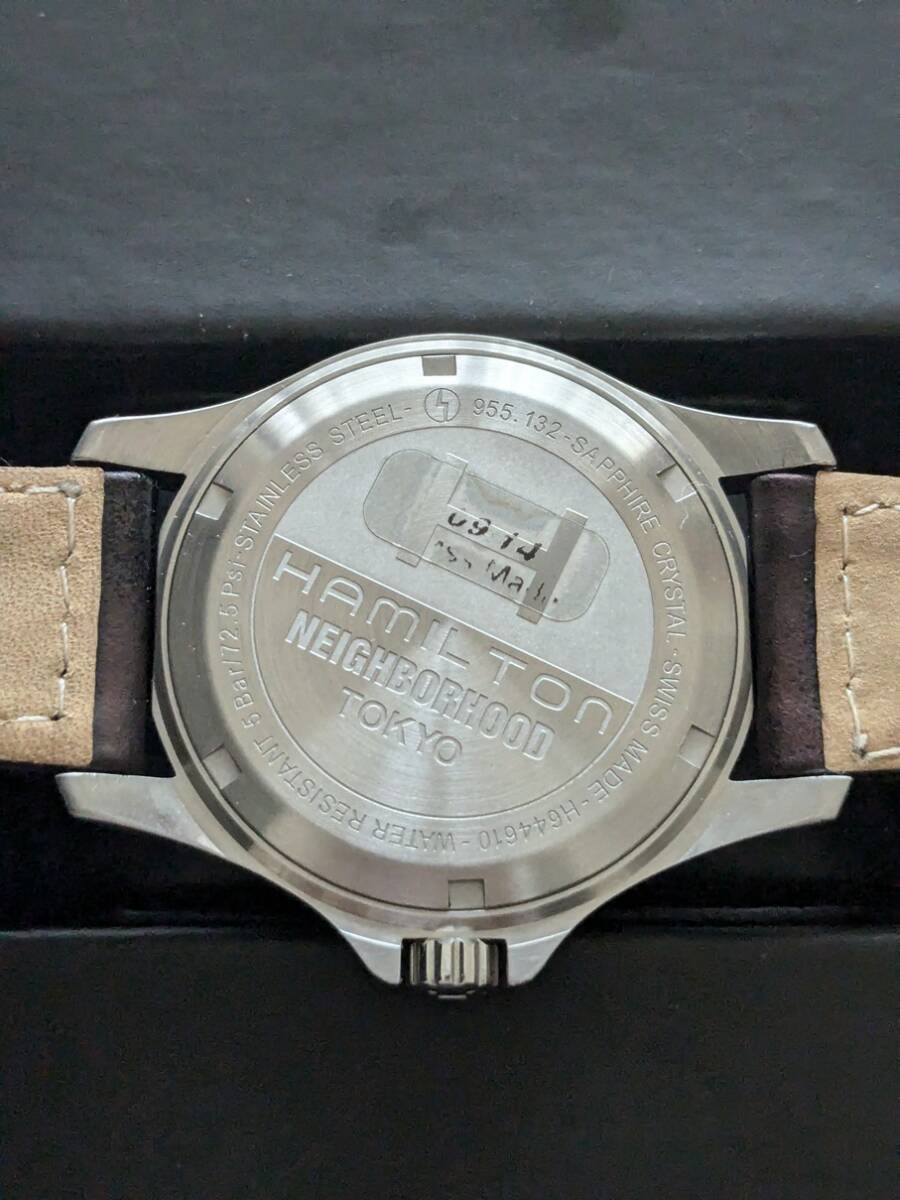 955.132-SAPPHIRE CRYSTAL - SWISS MADE - H644610 - WATER RESISTANT 5 Bar/72.5 Psi-STAINLESS STEEL-
HAMILTON
NEIGHBORHOOD
TOKYO